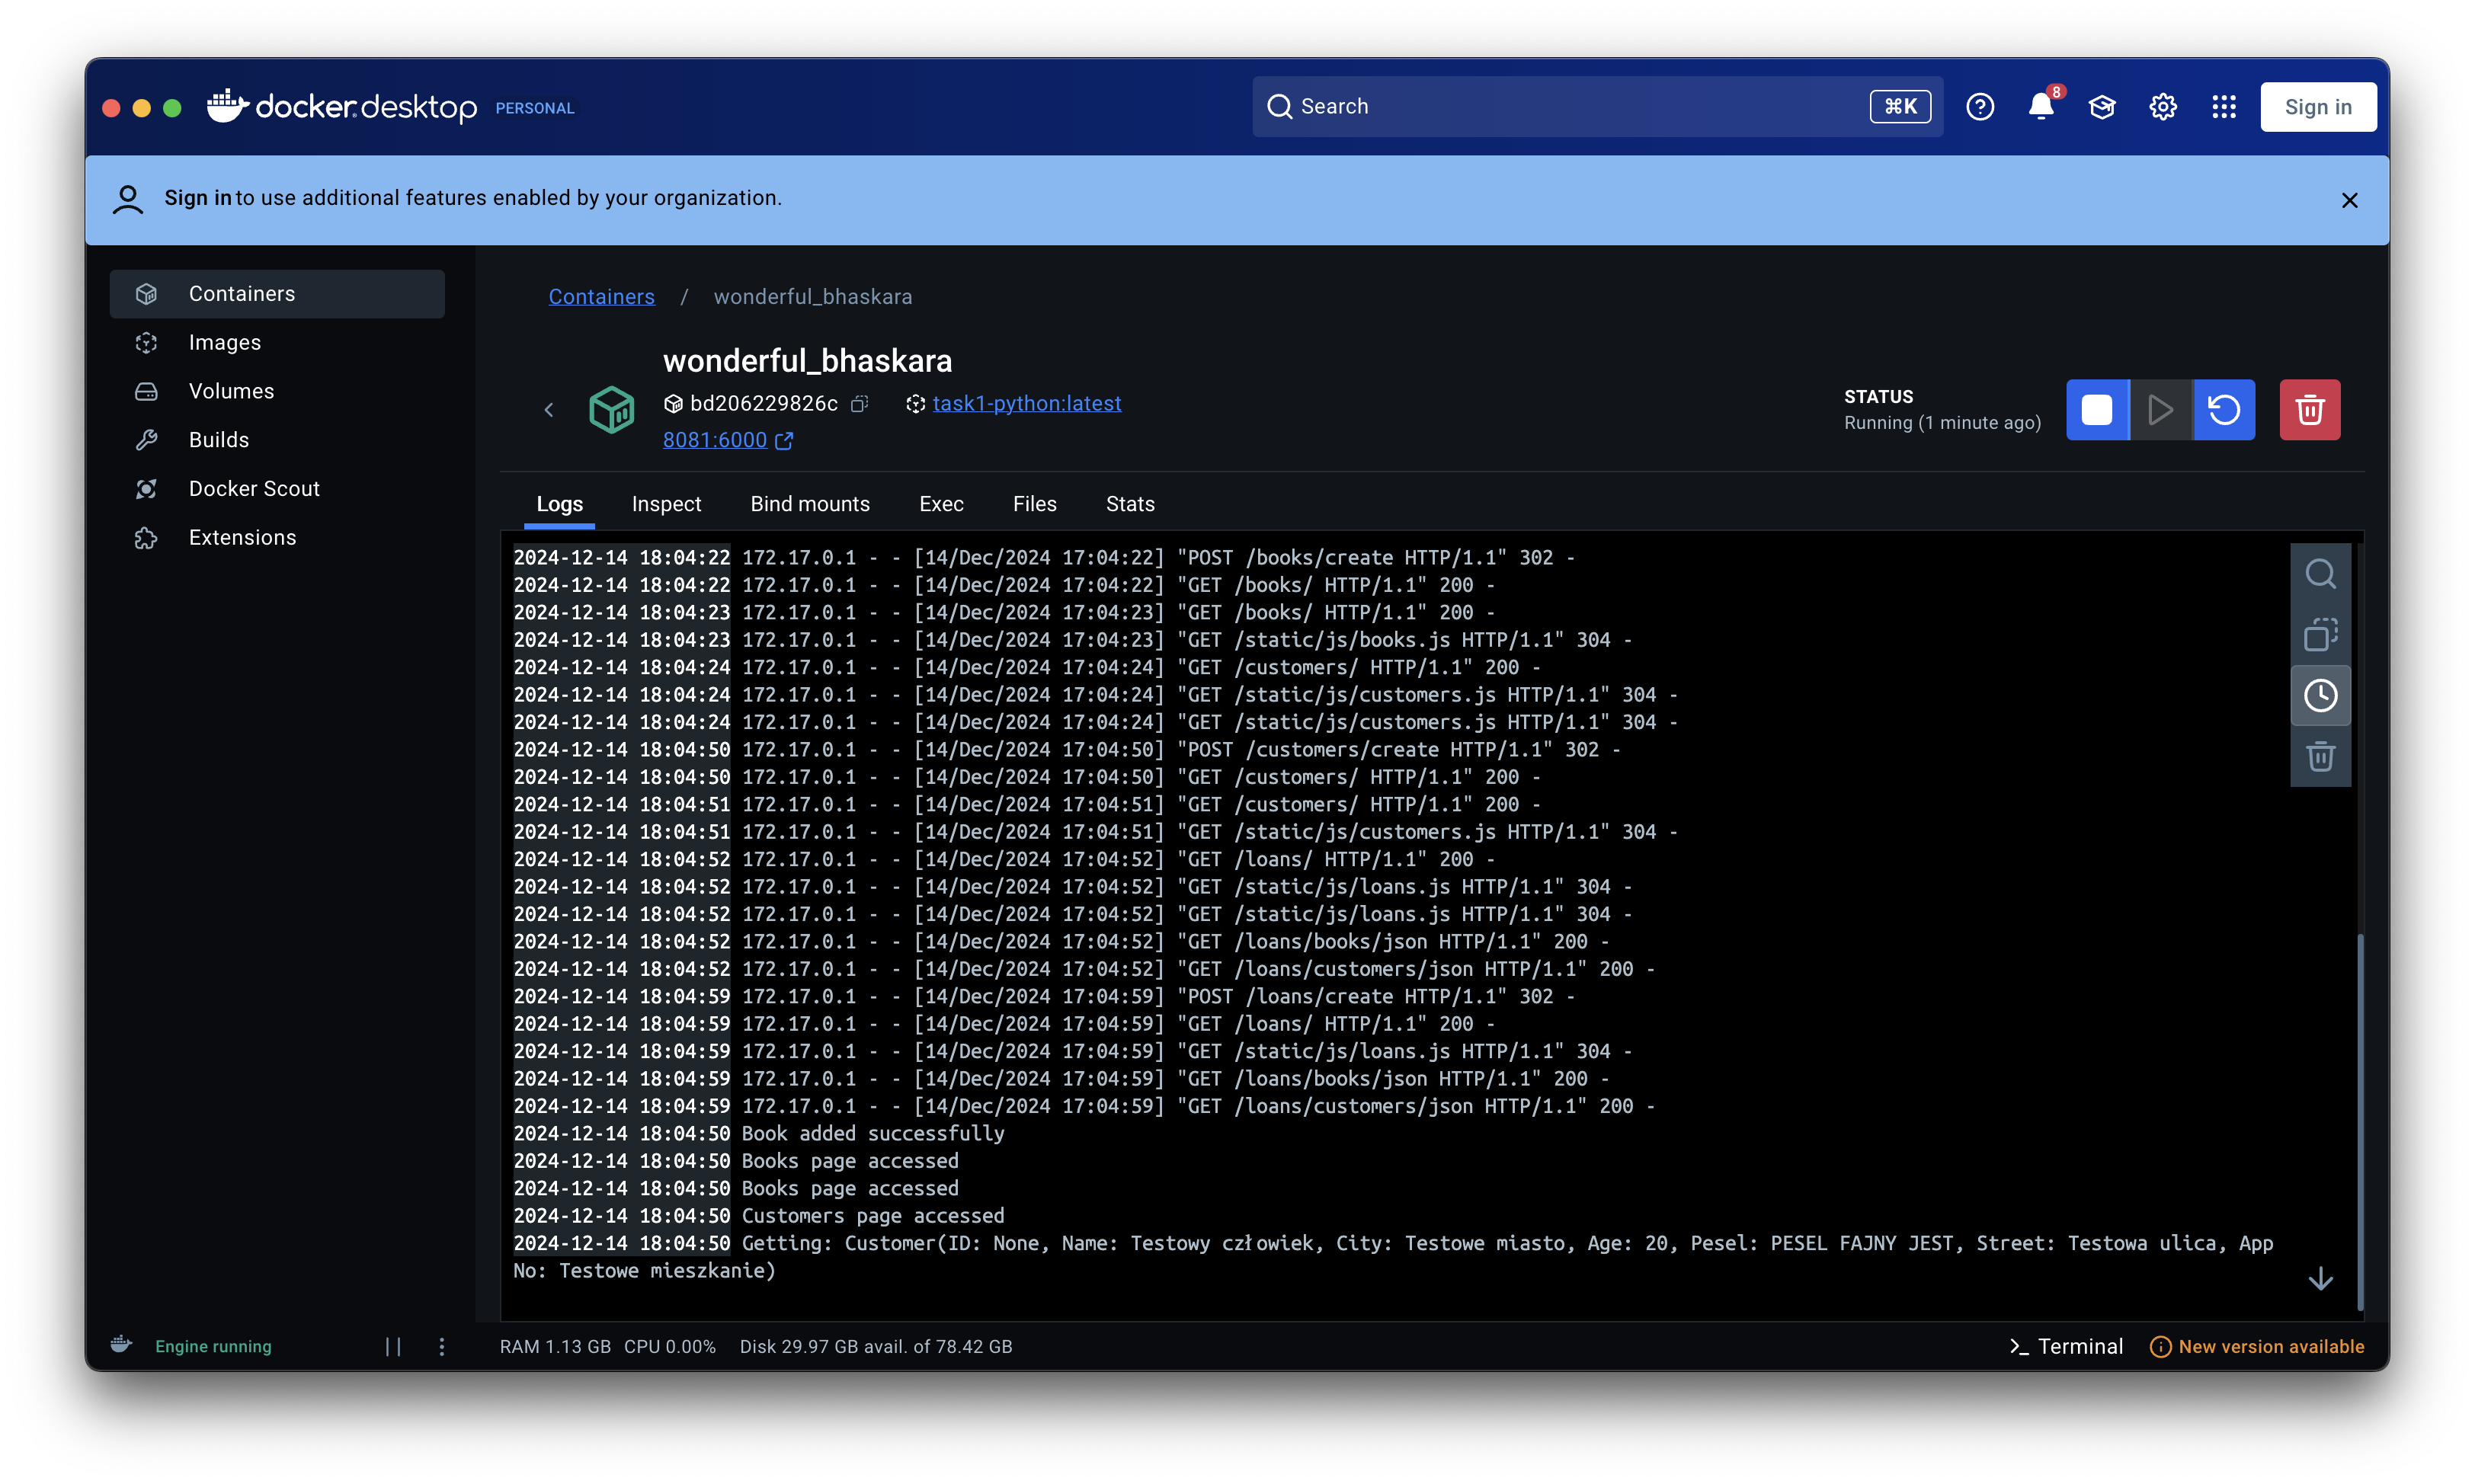 docker desktop PERSONAL
Search
⌘K
8
Sign in
Sign in to use additional features enabled by your organization.
Containers
Images
Volumes
Builds
Docker Scout
Extensions
Containers / wonderful_bhaskara
wonderful_bhaskara
bd206229826c task1-python:latest
8081:6000
STATUS
Running (1 minute ago)
Logs Inspect Bind mounts Exec Files Stats
2024-12-14 18:04:22 172.17.0.1 - - [14/Dec/2024 17:04:22] "POST /books/create HTTP/1.1" 302 -
2024-12-14 18:04:22 172.17.0.1 - - [14/Dec/2024 17:04:22] "GET /books/ HTTP/1.1" 200 -
2024-12-14 18:04:23 172.17.0.1 - - [14/Dec/2024 17:04:23] "GET /books/ HTTP/1.1" 200 -
2024-12-14 18:04:23 172.17.0.1 - - [14/Dec/2024 17:04:23] "GET /static/js/books.js HTTP/1.1" 304 -
2024-12-14 18:04:24 172.17.0.1 - - [14/Dec/2024 17:04:24] "GET /customers/ HTTP/1.1" 200 -
2024-12-14 18:04:24 172.17.0.1 - - [14/Dec/2024 17:04:24] "GET /static/js/customers.js HTTP/1.1" 304 -
2024-12-14 18:04:24 172.17.0.1 - - [14/Dec/2024 17:04:24] "GET /static/js/customers.js HTTP/1.1" 304 -
2024-12-14 18:04:50 172.17.0.1 - - [14/Dec/2024 17:04:50] "POST /customers/create HTTP/1.1" 302 -
2024-12-14 18:04:50 172.17.0.1 - - [14/Dec/2024 17:04:50] "GET /customers/ HTTP/1.1" 200 -
2024-12-14 18:04:51 172.17.0.1 - - [14/Dec/2024 17:04:51] "GET /customers/ HTTP/1.1" 200 -
2024-12-14 18:04:51 172.17.0.1 - - [14/Dec/2024 17:04:51] "GET /static/js/customers.js HTTP/1.1" 304 -
2024-12-14 18:04:52 172.17.0.1 - - [14/Dec/2024 17:04:52] "GET /loans/ HTTP/1.1" 200 -
2024-12-14 18:04:52 172.17.0.1 - - [14/Dec/2024 17:04:52] "GET /static/js/loans.js HTTP/1.1" 304 -
2024-12-14 18:04:52 172.17.0.1 - - [14/Dec/2024 17:04:52] "GET /static/js/loans.js HTTP/1.1" 304 -
2024-12-14 18:04:52 172.17.0.1 - - [14/Dec/2024 17:04:52] "GET /loans/books/json HTTP/1.1" 200 -
2024-12-14 18:04:52 172.17.0.1 - - [14/Dec/2024 17:04:52] "GET /loans/customers/json HTTP/1.1" 200 -
2024-12-14 18:04:59 172.17.0.1 - - [14/Dec/2024 17:04:59] "POST /loans/create HTTP/1.1" 302 -
2024-12-14 18:04:59 172.17.0.1 - - [14/Dec/2024 17:04:59] "GET /loans/ HTTP/1.1" 200 -
2024-12-14 18:04:59 172.17.0.1 - - [14/Dec/2024 17:04:59] "GET /static/js/loans.js HTTP/1.1" 304 -
2024-12-14 18:04:59 172.17.0.1 - - [14/Dec/2024 17:04:59] "GET /loans/books/json HTTP/1.1" 200 -
2024-12-14 18:04:59 172.17.0.1 - - [14/Dec/2024 17:04:59] "GET /loans/customers/json HTTP/1.1" 200 -
2024-12-14 18:04:50 Book added successfully
2024-12-14 18:04:50 Books page accessed
2024-12-14 18:04:50 Books page accessed
2024-12-14 18:04:50 Customers page accessed
2024-12-14 18:04:50 Getting: Customer(ID: None, Name: Testowy człowiek, City: Testowe miasto, Age: 20, Pesel: PESEL FAJNY JEST, Street: Testowa ulica, App
No: Testowe mieszkanie)
Engine running
RAM 1.13 GB CPU 0.00% Disk 29.97 GB avail. of 78.42 GB
Terminal
New version available